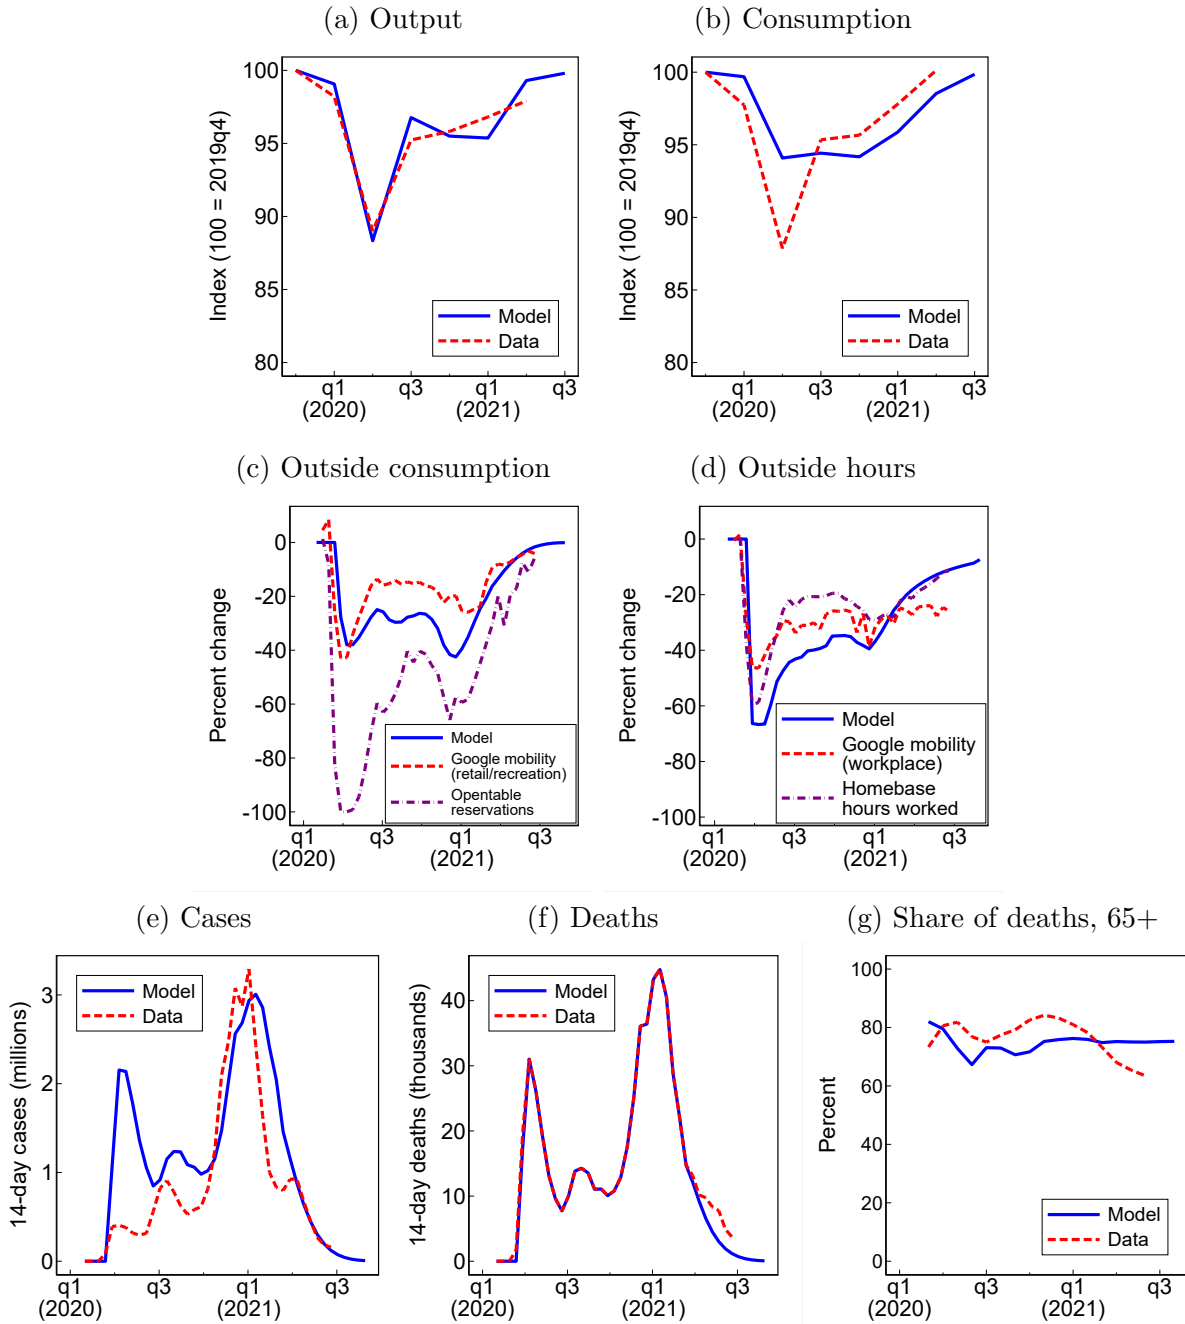 (a) Output
Index (100 = 2019q4)
100
95
90
85
80
Model
Data
q1
(2020)
q3
q1
(2021)
q3
(b) Consumption
Index (100 = 2019q4)
100
95
90
85
80
Model
Data
q1
(2020)
q3
q1
(2021)
q3
(c) Outside consumption
Percent change
0
-20
-40
-60
-80
-100
Model
Google mobility
(retail/recreation)
Opentable
reservations
q1
(2020)
q3
q1
(2021)
q3
(d) Outside hours
Percent change
0
-20
-40
-60
-80
-100
Model
Google mobility
(workplace)
Homebase
hours worked
q1
(2020)
q3
q1
(2021)
q3
(e) Cases
14-day cases (millions)
3
2
1
0
Model
Data
q1
(2020)
q3
q1
(2021)
q3
(f) Deaths
14-day deaths (thousands)
40
30
20
10
0
Model
Data
q1
(2020)
q3
q1
(2021)
q3
(g) Share of deaths, 65+
Percent
100
80
60
40
20
0
Model
Data
q1
(2020)
q3
q1
(2021)
q3